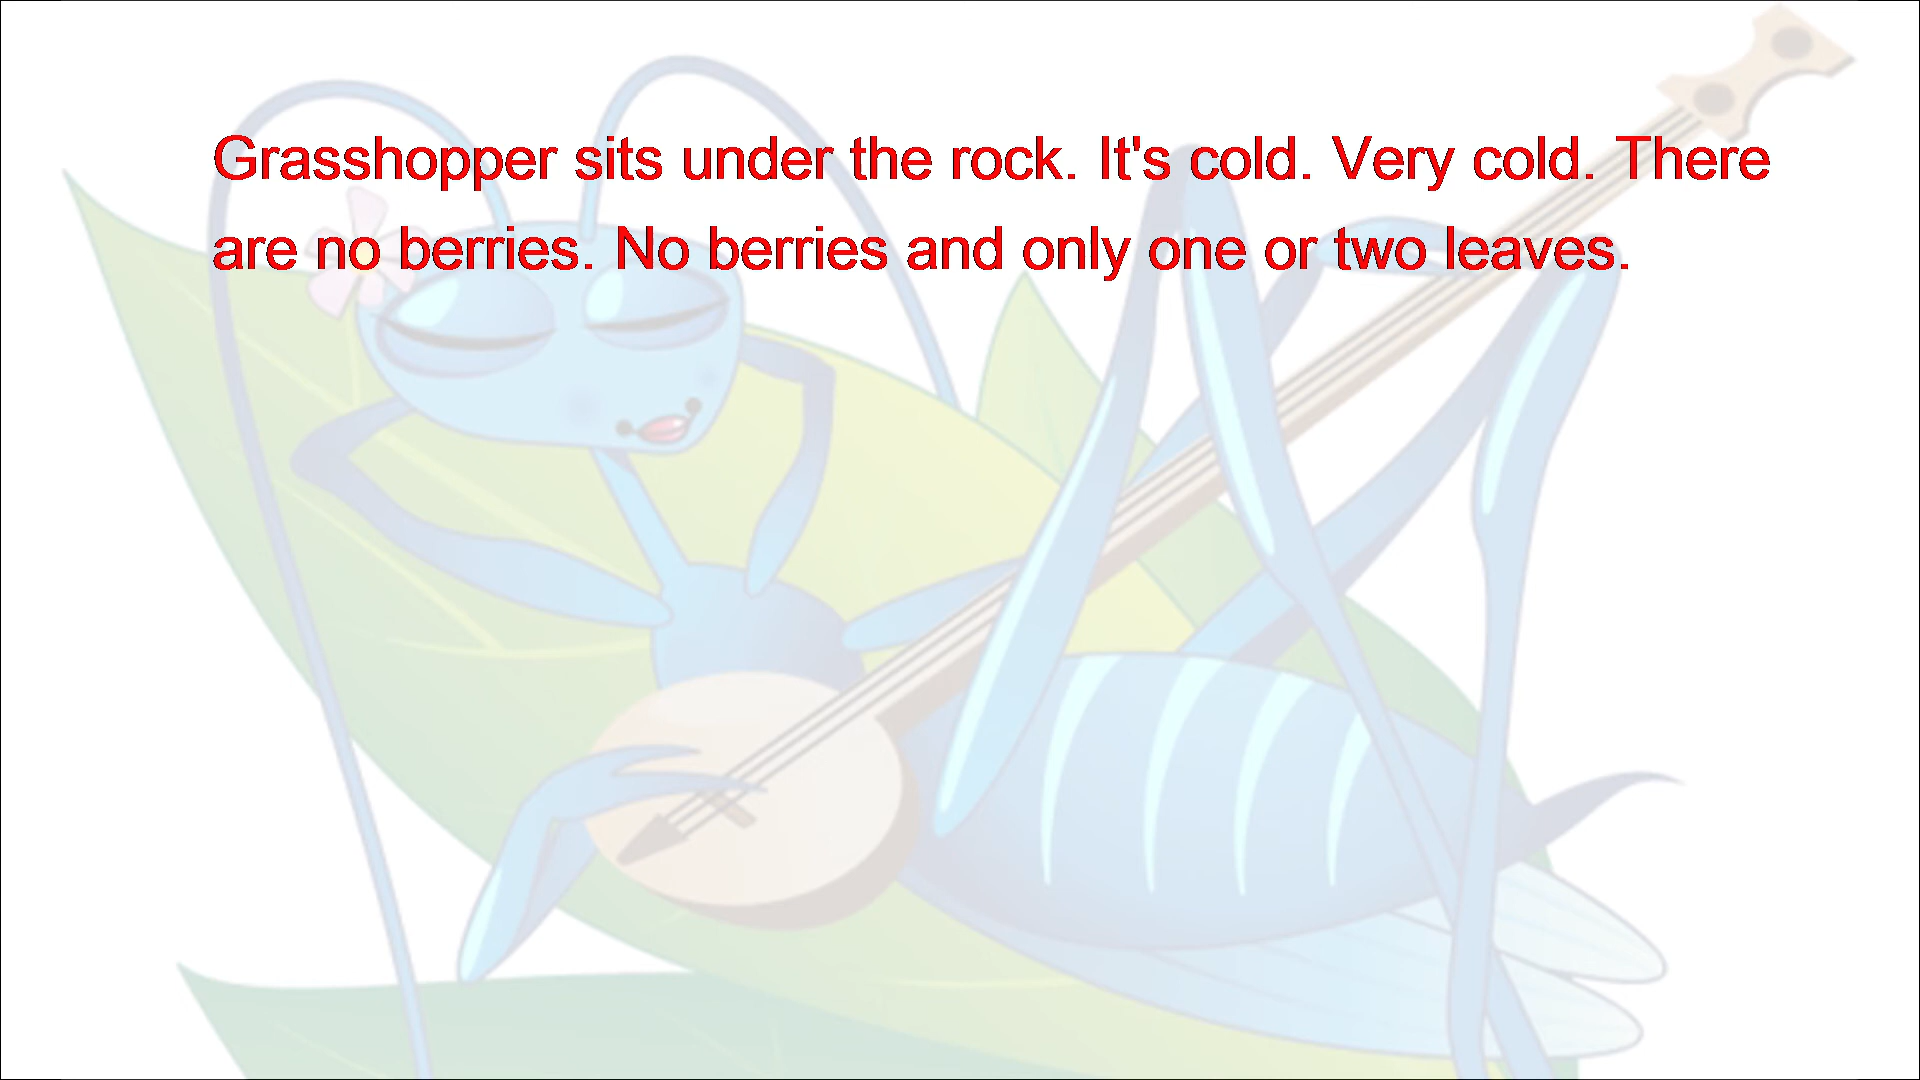 Grasshopper sits under the rock. It's cold. Very cold. There
are no berries. No berries and only one or two leaves.